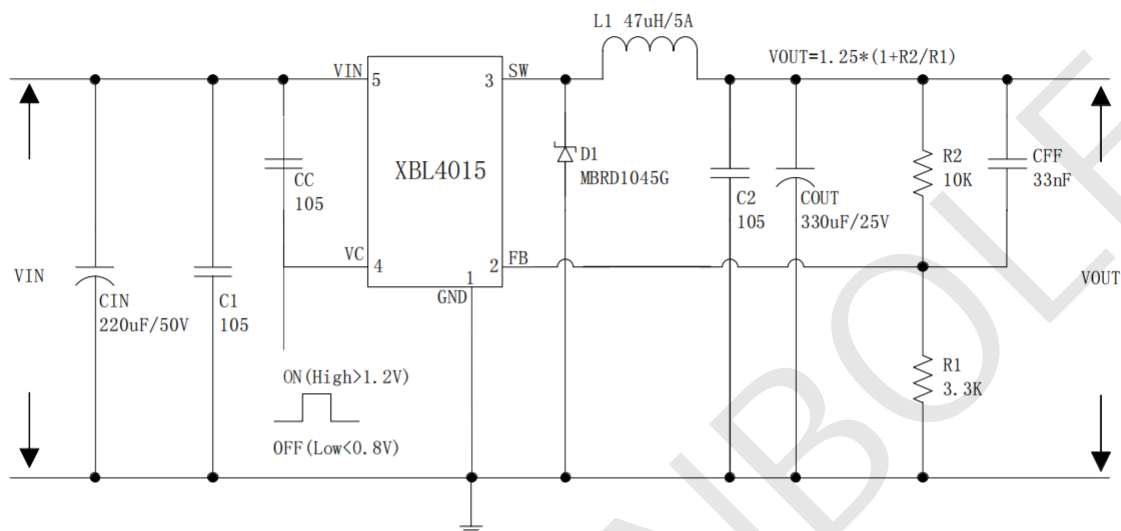 L1 47uH/5A
VOUT=1.25*(1+R2/R1)
VIN
5
3
SW
XBL4015
CC
105
D1
MBRD1045G
C2
105
COUT
330uF/25V
R2
10K
CFF
33nF
VC
4
2
FB
1
GND
VIN
CIN
220uF/50V
C1
105
VOUT
R1
3.3K
ON(High>1.2V)
OFF(Low<0.8V)